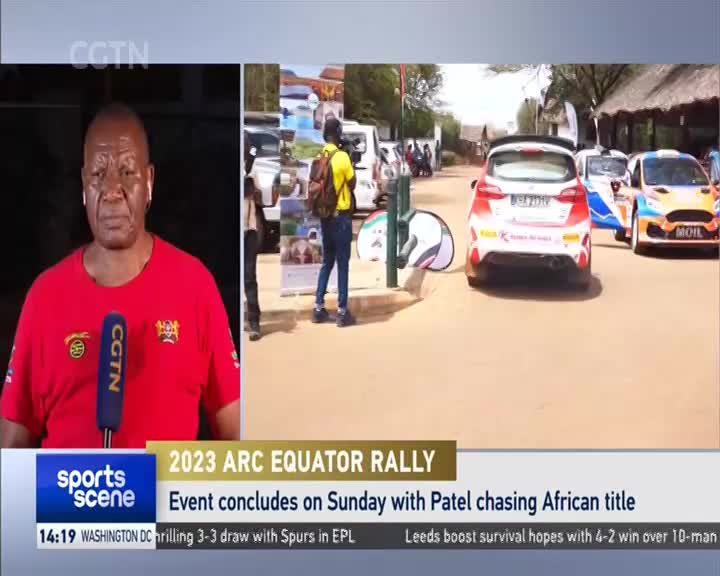 CGTN
CGTN
MOIL
2023 ARC EQUATOR RALLY
sports
scene
Event concludes on Sunday with Patel chasing African title
14:19 WASHINGTON DC
hrilling 3-3 draw with Spurs in EPL Leeds boost survival hopes with 4-2 win over 10-man